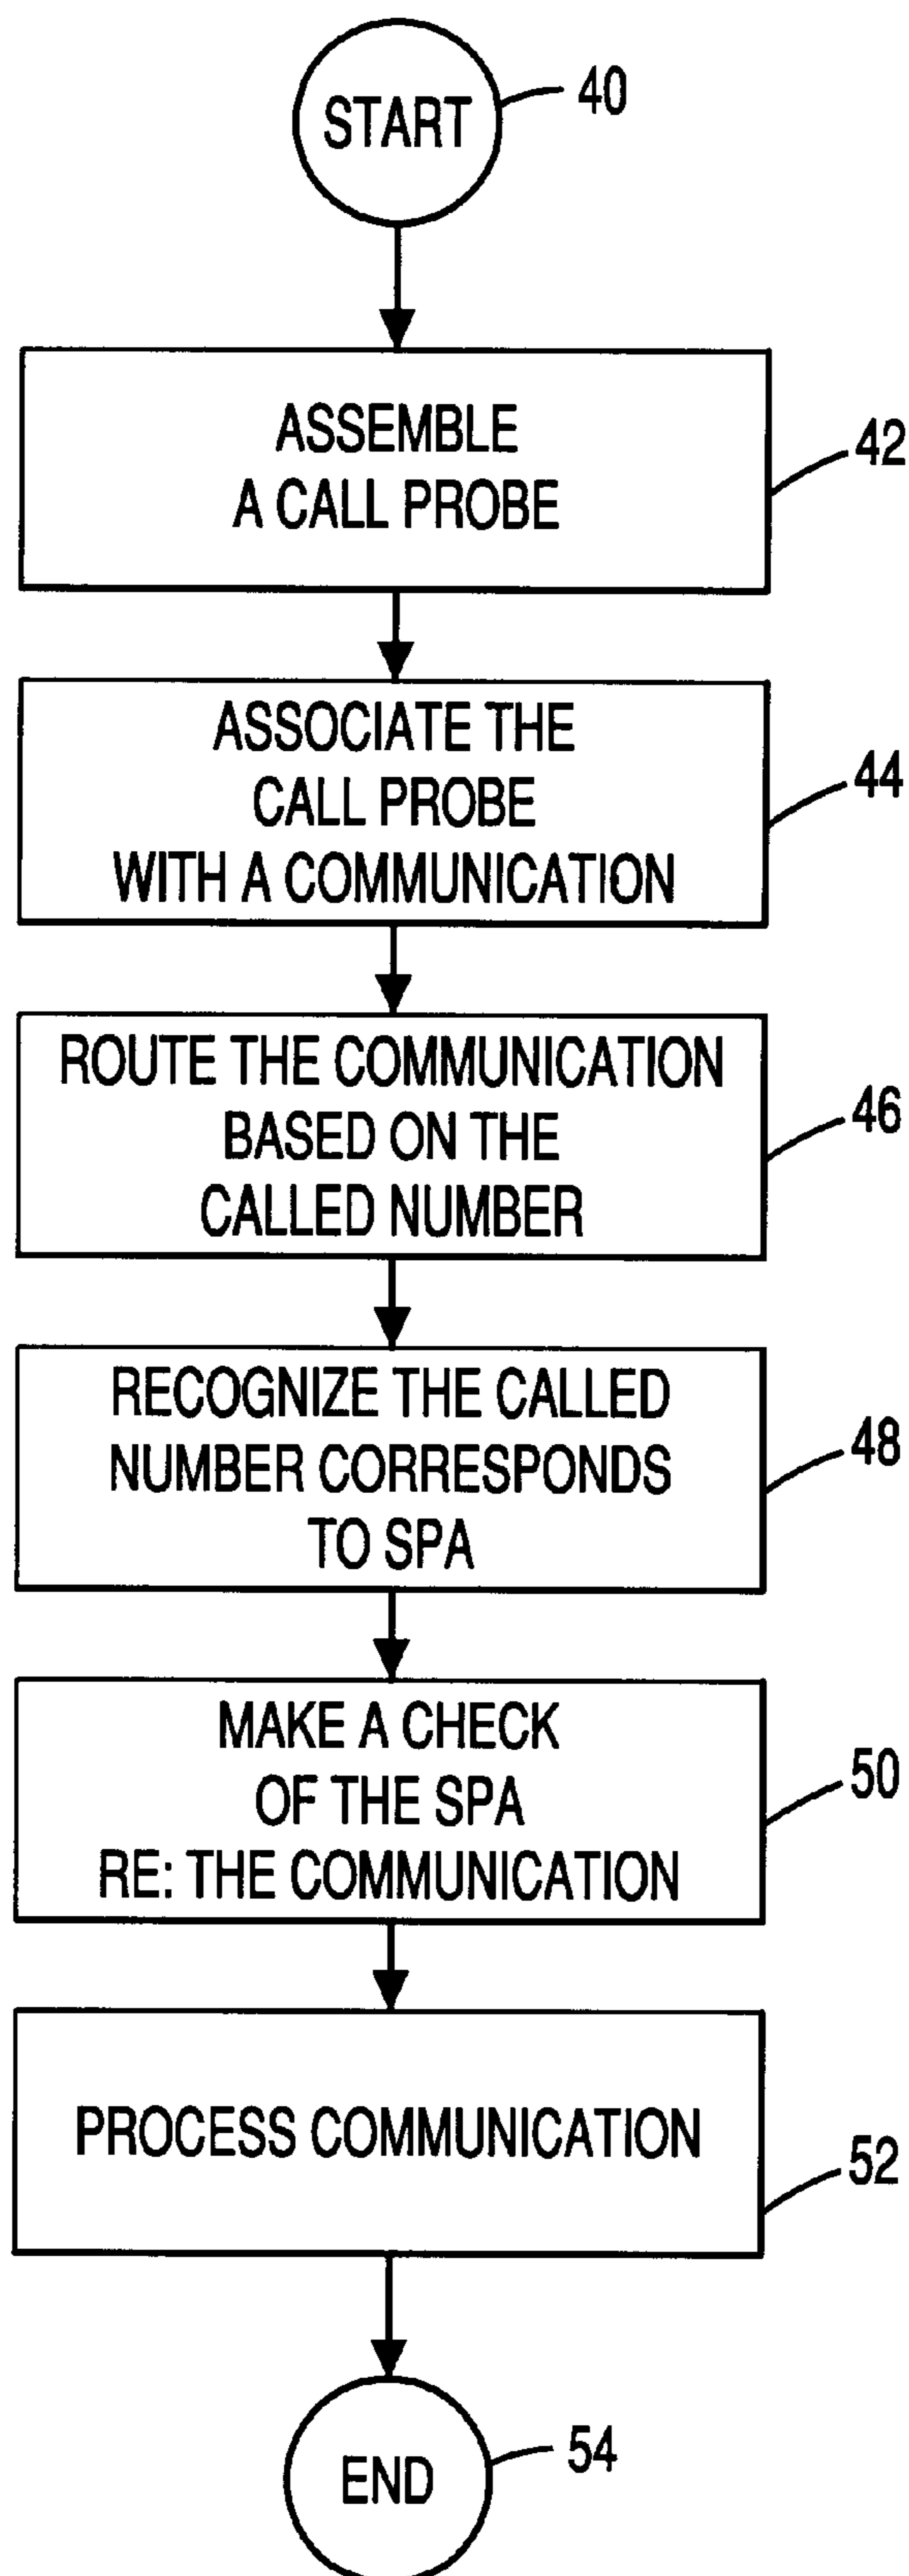 START
40
ASSEMBLE
A CALL PROBE
42
ASSOCIATE THE
CALL PROBE
WITH A COMMUNICATION
44
ROUTE THE COMMUNICATION
BASED ON THE
CALLED NUMBER
46
RECOGNIZE THE CALLED
NUMBER CORRESPONDS
TO SPA
48
MAKE A CHECK
OF THE SPA
RE: THE COMMUNICATION
50
PROCESS COMMUNICATION
52
END
54